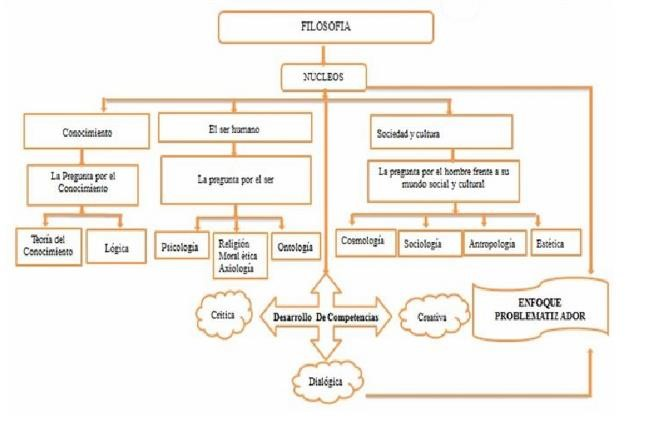 FILOSOFIA
NUCLEOS
Conocimiento
El ser humano
Sociedad y cultura
La Pregunta por el
Conocimiento
La pregunta por el ser
La pregunta por el hombre frente a su
mundo social y cultural
Teoría del
Conocimiento
Lógica
Psicología
Religión
Moral ética
Axiología
Ontología
Cosmología
Sociología
Antropología
Estética
Crítica
Desarrollo De Competencias
Creativa
ENFOQUE
PROBLEMATIZADOR
Dialógica